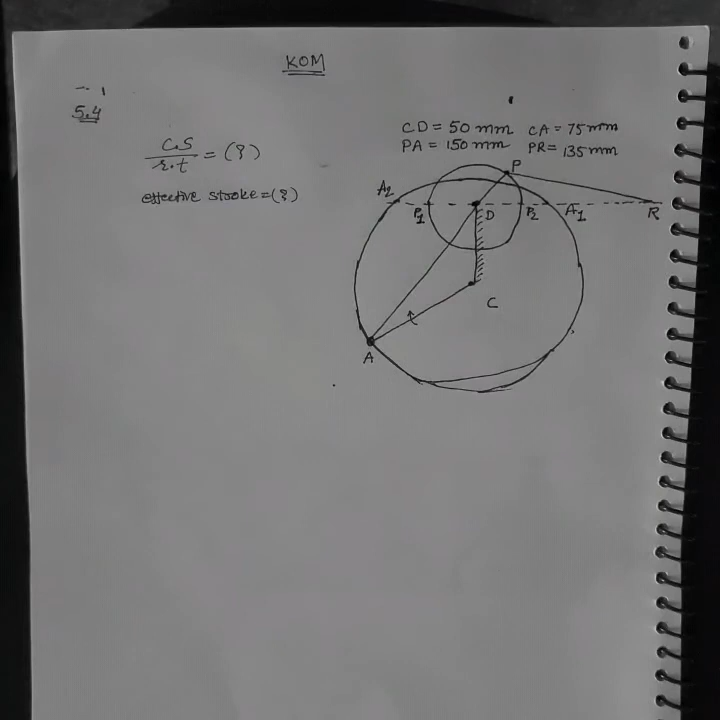 KOM
5.4
CD = 50 mm CA = 75 mm
PA = 150 mm PR = 135 mm
C.S / r.t = (?)
effective stroke = (?)
P
A2
P1
D
P2
A1
R
C
A